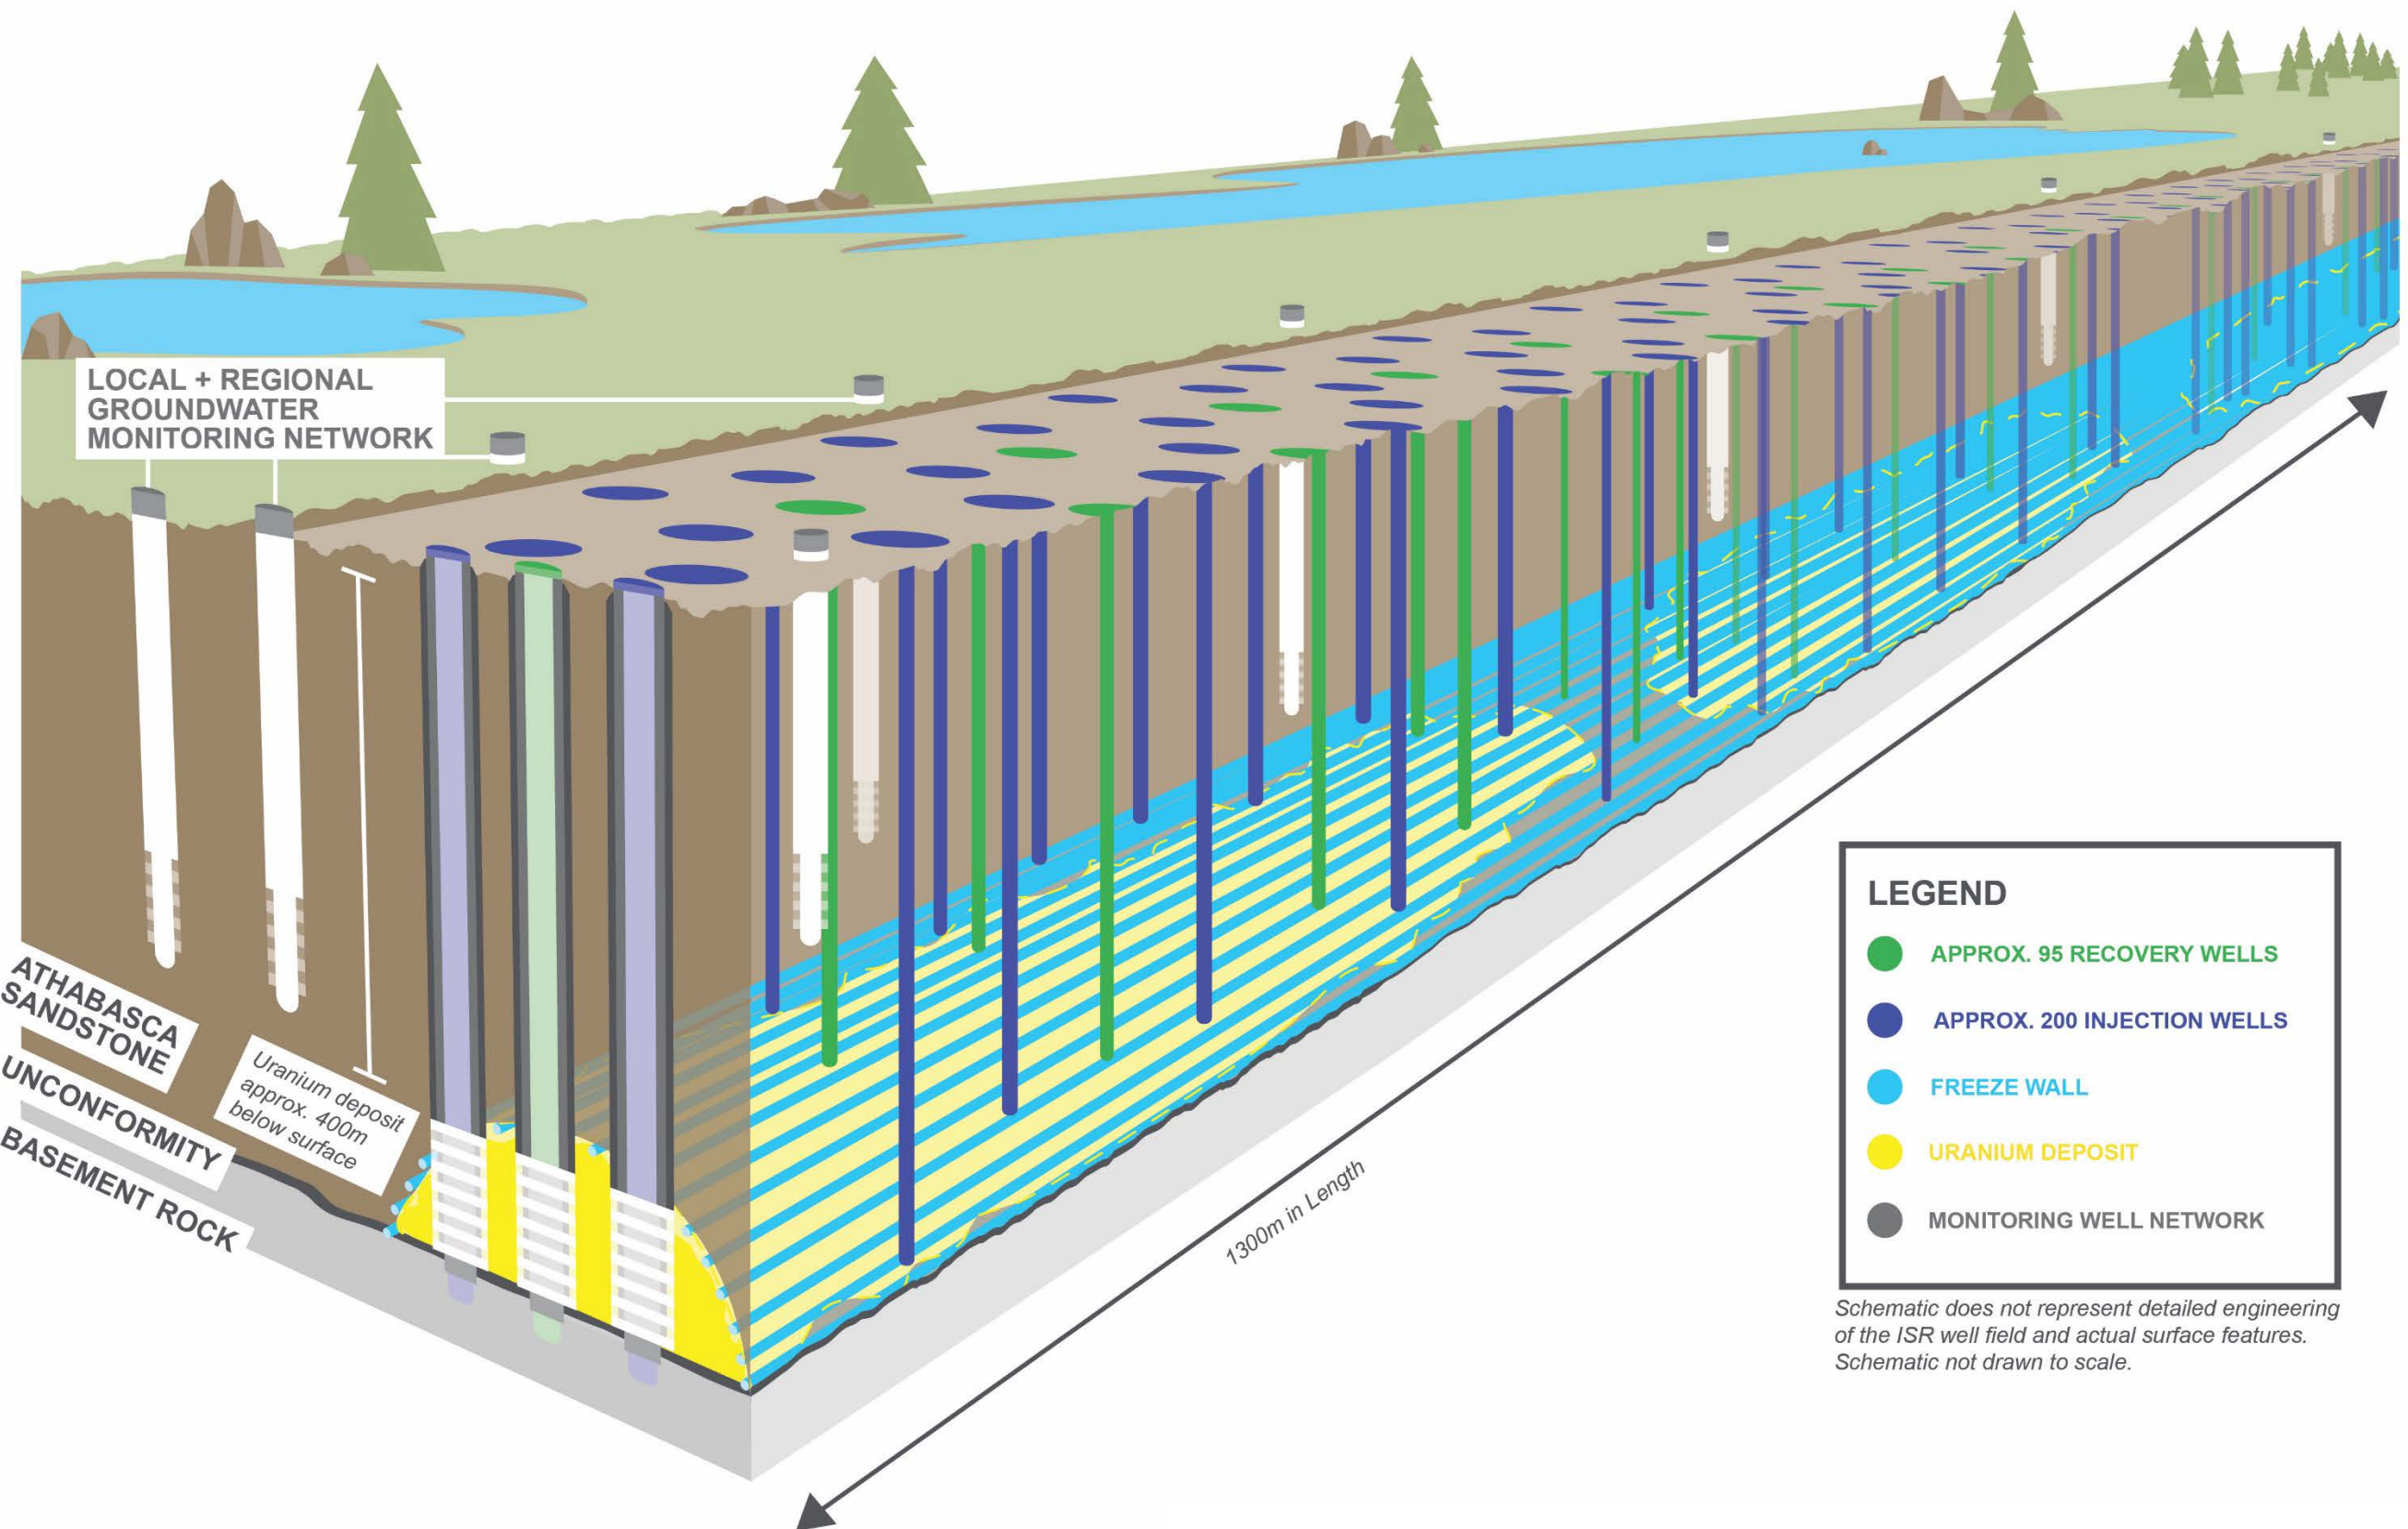 LOCAL + REGIONAL
GROUNDWATER
MONITORING NETWORK
ATHABASCA
SANDSTONE
UNCONFORMITY
BASEMENT ROCK
Uranium deposit
approx. 400m
below surface
1300m in Length
LEGEND
APPROX. 95 RECOVERY WELLS
APPROX. 200 INJECTION WELLS
FREEZE WALL
URANIUM DEPOSIT
MONITORING WELL NETWORK
Schematic does not represent detailed engineering
of the ISR well field and actual surface features.
Schematic not drawn to scale.